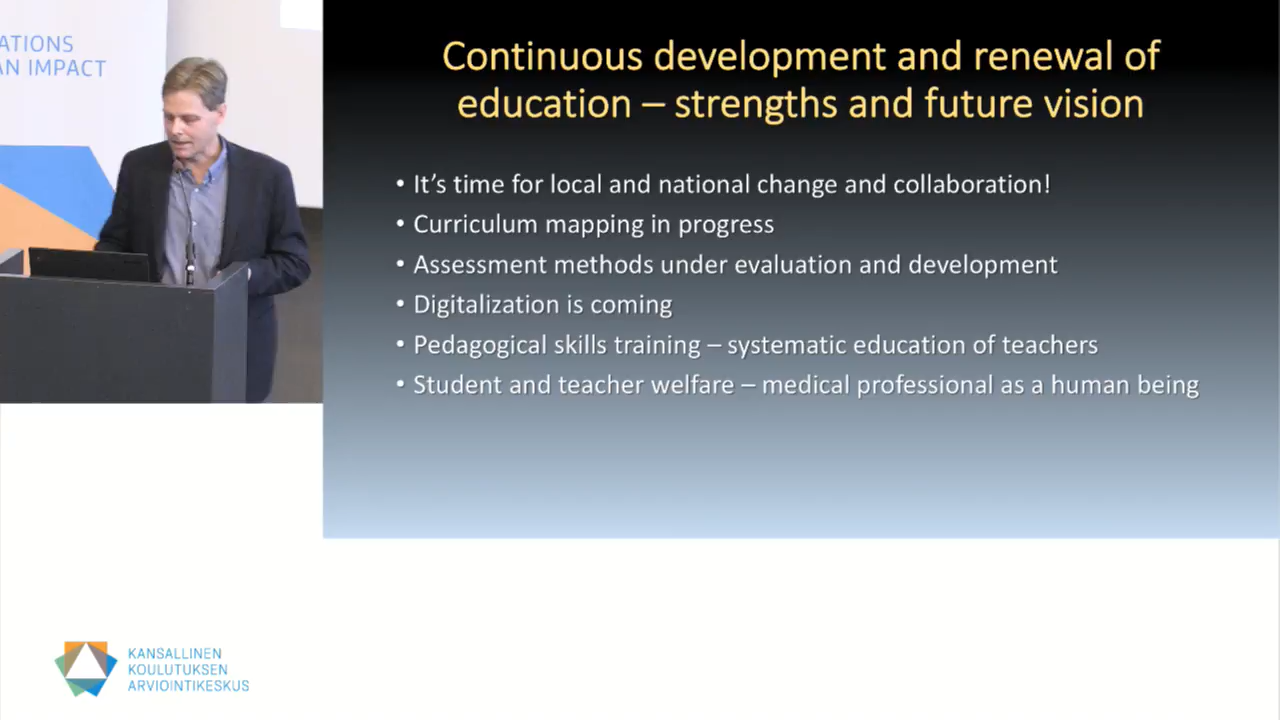 ATIONS
AN IMPACT
Continuous development and renewal of
education – strengths and future vision
• It’s time for local and national change and collaboration!
• Curriculum mapping in progress
• Assessment methods under evaluation and development
• Digitalization is coming
• Pedagogical skills training – systematic education of teachers
• Student and teacher welfare – medical professional as a human being
KANSALLINEN
KOULUTUKSEN
ARVIOINTIKESKUS